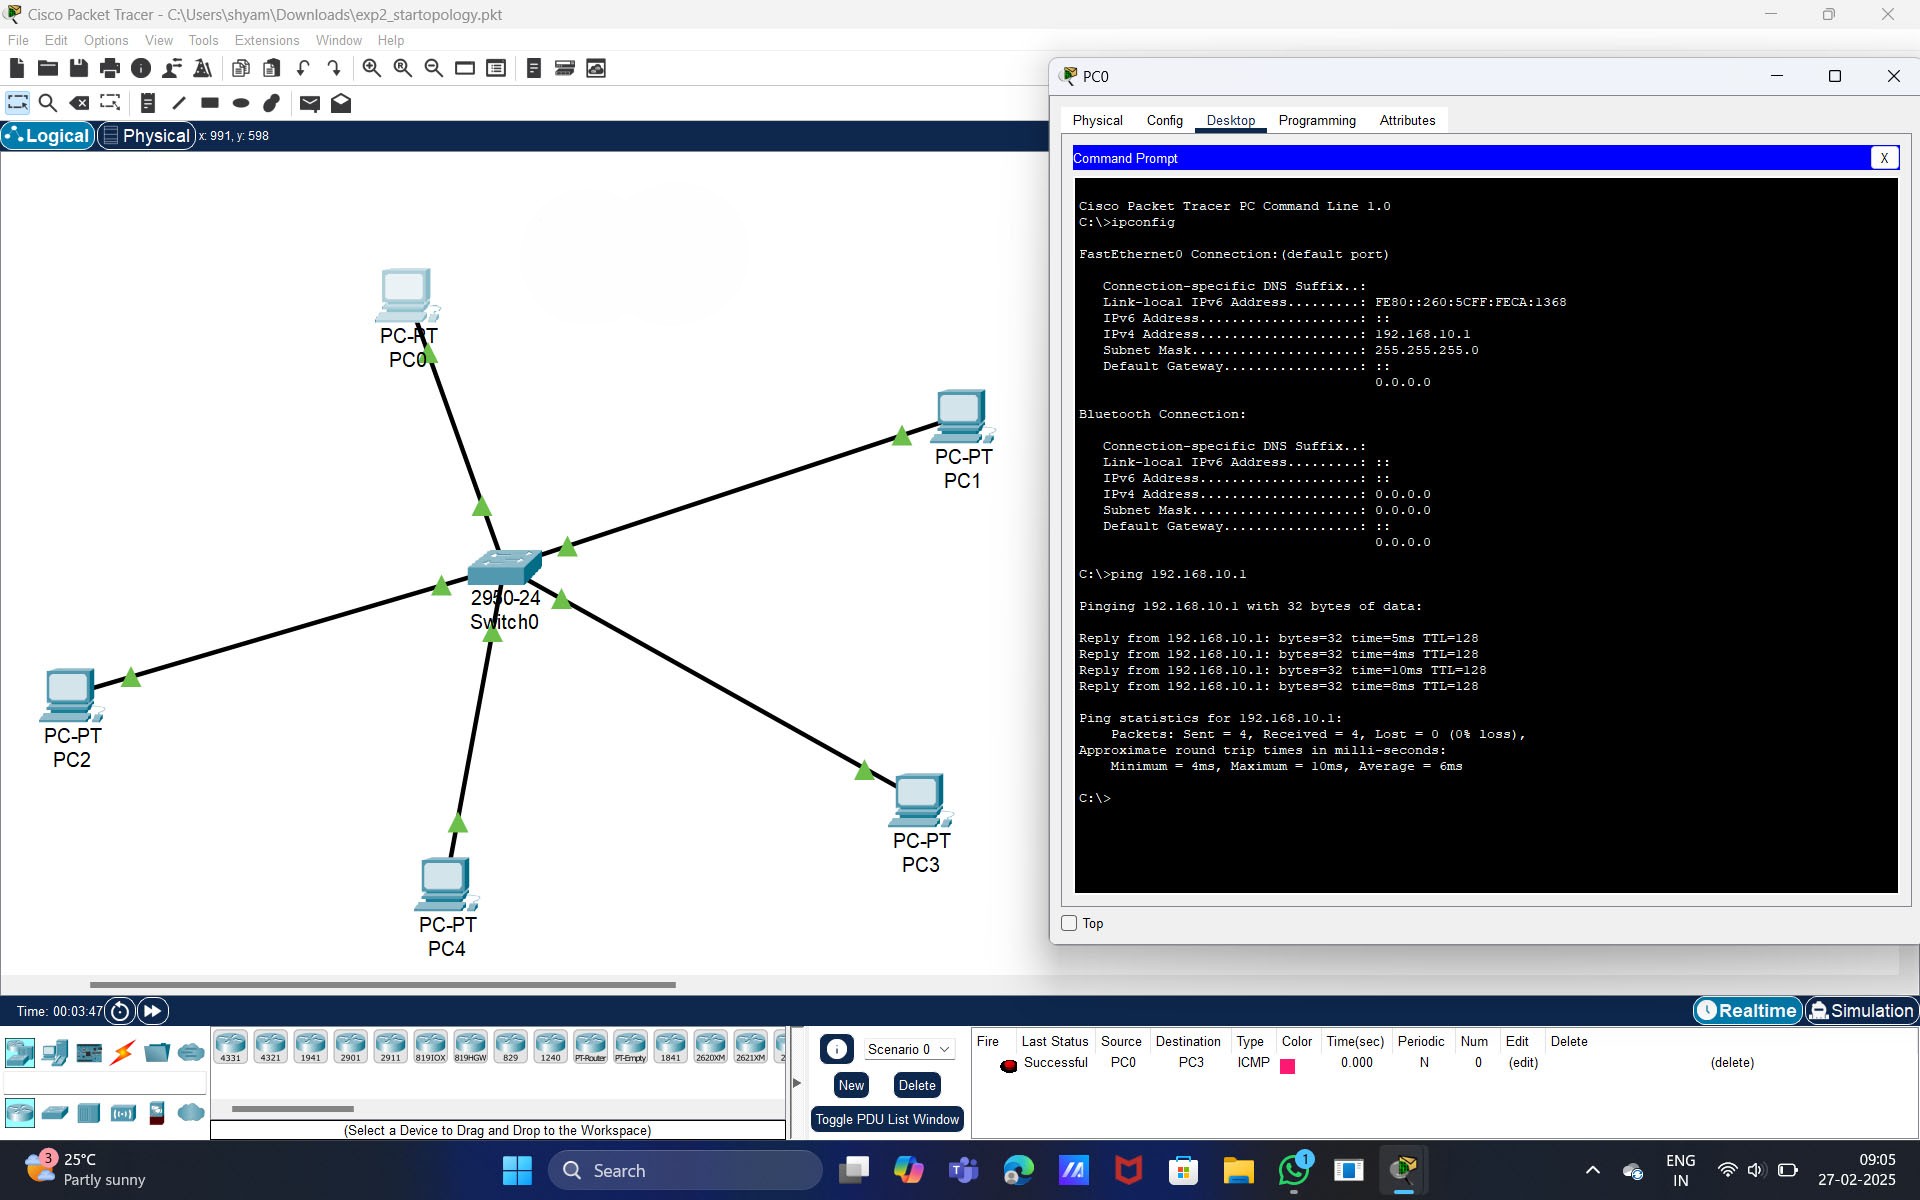 Cisco Packet Tracer - C:\Users\shyam\Downloads\exp2_startopology.pkt
File Edit Options View Tools Extensions Window Help
Logical Physical x: 991, y: 598
PC-PT
PC0
PC-PT
PC1
2950-24
Switch0
PC-PT
PC2
PC-PT
PC3
PC-PT
PC4
PC0
Physical Config Desktop Programming Attributes
Command Prompt
X
Cisco Packet Tracer PC Command Line 1.0
C:\>ipconfig
FastEthernet0 Connection:(default port)
Connection-specific DNS Suffix..:
Link-local IPv6 Address.........: FE80::260:5CFF:FECA:1368
IPv6 Address....................: ::
IPv4 Address....................: 192.168.10.1
Subnet Mask.....................: 255.255.255.0
Default Gateway.................: ::
0.0.0.0
Bluetooth Connection:
Connection-specific DNS Suffix..:
Link-local IPv6 Address.........: ::
IPv6 Address....................: ::
IPv4 Address....................: 0.0.0.0
Subnet Mask.....................: 0.0.0.0
Default Gateway.................: ::
0.0.0.0
C:\>ping 192.168.10.1
Pinging 192.168.10.1 with 32 bytes of data:
Reply from 192.168.10.1: bytes=32 time=5ms TTL=128
Reply from 192.168.10.1: bytes=32 time=4ms TTL=128
Reply from 192.168.10.1: bytes=32 time=10ms TTL=128
Reply from 192.168.10.1: bytes=32 time=8ms TTL=128
Ping statistics for 192.168.10.1:
Packets: Sent = 4, Received = 4, Lost = 0 (0% loss),
Approximate round trip times in milli-seconds:
Minimum = 4ms, Maximum = 10ms, Average = 6ms
C:\>
Top
Time: 00:03:47
Realtime Simulation
4331 4321 1941 2901 2911 819IOX 819HGW 829 1240 PT-Router PT-Empty 1841 2620XM 2621XM 2
(Select a Device to Drag and Drop to the Workspace)
Scenario 0
New Delete
Toggle PDU List Window
Fire Last Status Source Destination Type Color Time(sec) Periodic Num Edit Delete
Successful PC0 PC3 ICMP 0.000 N 0 (edit) (delete)
3
25°C
Partly sunny
Search
1
ENG
IN
09:05
27-02-2025